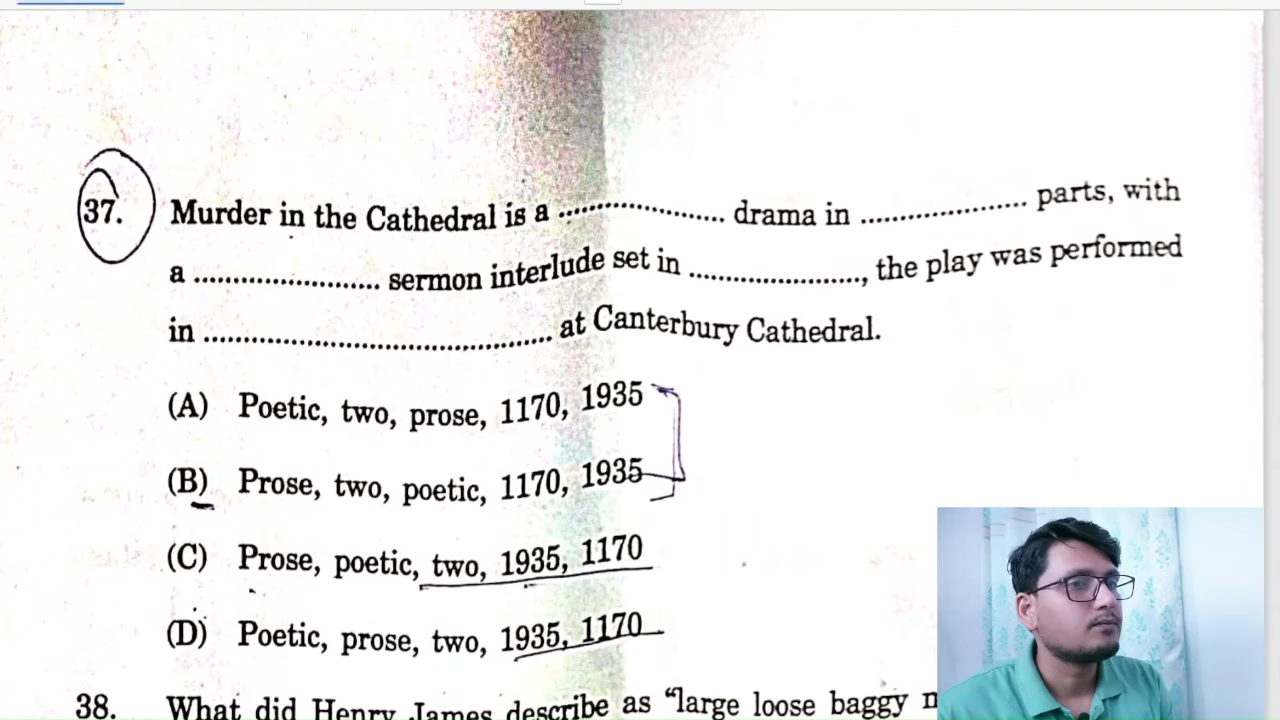 37. Murder in the Cathedral is a ..................... drama in ..................... parts, with
a ....................... sermon interlude set in ....................., the play was performed
in ........................................... at Canterbury Cathedral.
(A) Poetic, two, prose, 1170, 1935
(B) Prose, two, poetic, 1170, 1935
(C) Prose, poetic, two, 1935, 1170
(D) Poetic, prose, two, 1935, 1170
38. What did Henry James describe as “large loose baggy